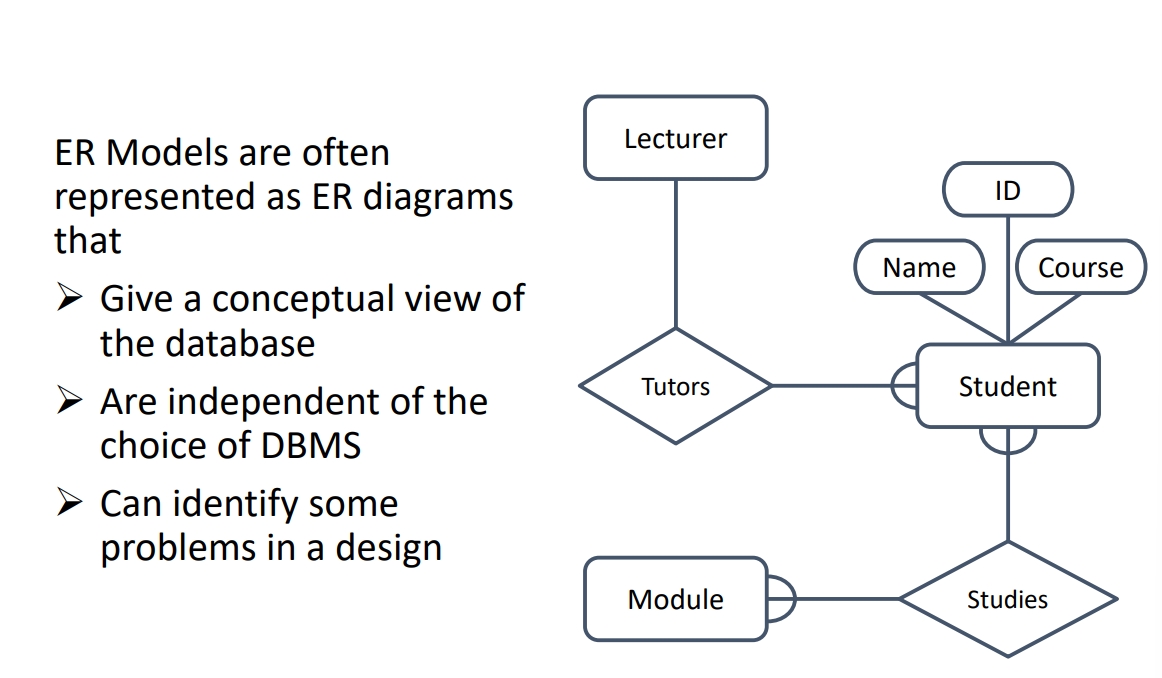 ER Models are often
represented as ER diagrams
that
➢ Give a conceptual view of
the database
➢ Are independent of the
choice of DBMS
➢ Can identify some
problems in a design
Lecturer
ID
Name
Course
Tutors
Student
Module
Studies